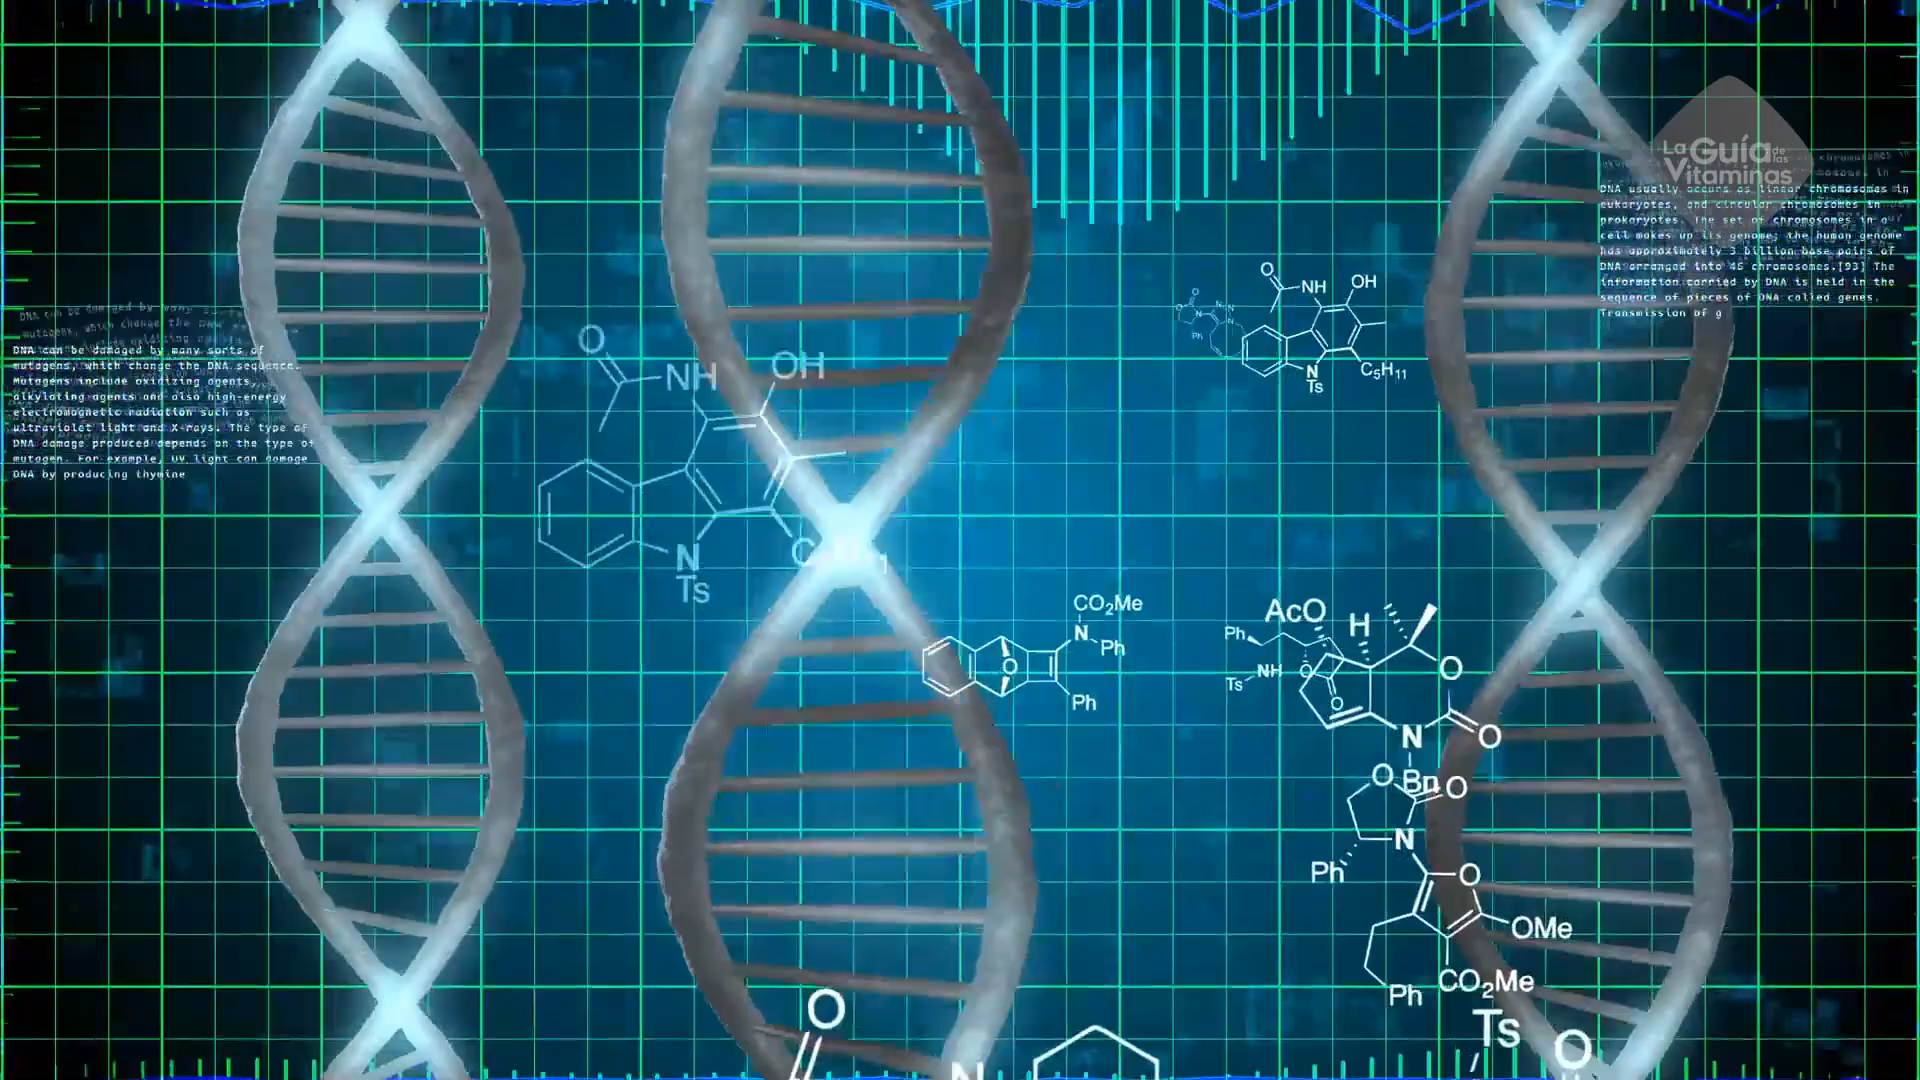 La Guía de las
Vitaminas
DNA usually occurs as linear chromosomes in
eukaryotes, and circular chromosomes in
prokaryotes. The set of chromosomes in a
cell makes up its genome; the human genome
has approximately 3 billion base pairs of
DNA arranged into 46 chromosomes.[93] The
information carried by DNA is held in the
sequence of pieces of DNA called genes.
Transmission of g
DNA can be damaged by many sorts of
mutagens, which change the DNA sequence.
Mutagens include oxidizing agents,
alkylating agents and also high-energy
electromagnetic radiation such as
ultraviolet light and X-rays. The type of
DNA damage produced depends on the type of
mutagen. For example, UV light can damage
DNA by producing thymine
O
NH
OH
N
Ts
O
NH
OH
N
Ts
C₅H₁₁
Ph
CO₂Me
N
Ph
O
Ph
AcO
H
Ph
O
Ts
NH
O
N
O
Bn
O
O
N
Ph
O
OMe
CO₂Me
Ph
Ts
O
O
N